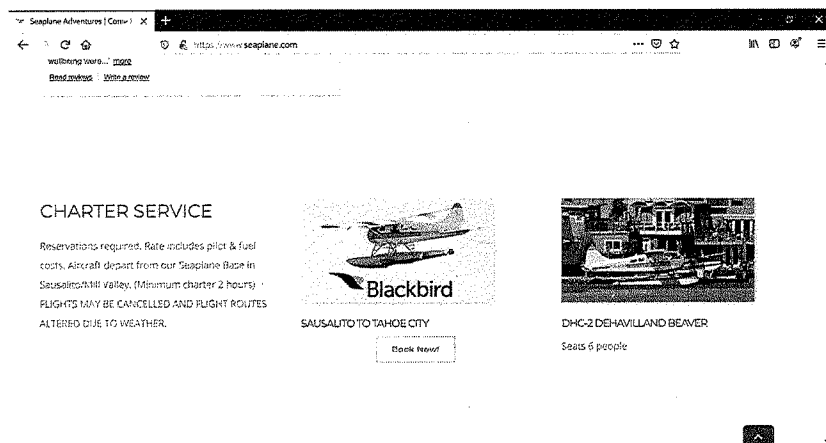 Seaplane Adventures | Come
https://www.seaplane.com
wellbeing were..." more
Read reviews Write a review
CHARTER SERVICE
Reservations required. Rate includes pilot & fuel
costs. Aircraft depart from our Seaplane Base in
Sausalito/Mill Valley. (Minimum charter 2 hours)
FLIGHTS MAY BE CANCELLED AND FLIGHT ROUTES
ALTERED DUE TO WEATHER.
Blackbird
SAUSALITO TO TAHOE CITY
Book Now!
DHC-2 DEHAVILLAND BEAVER
Seats 6 people